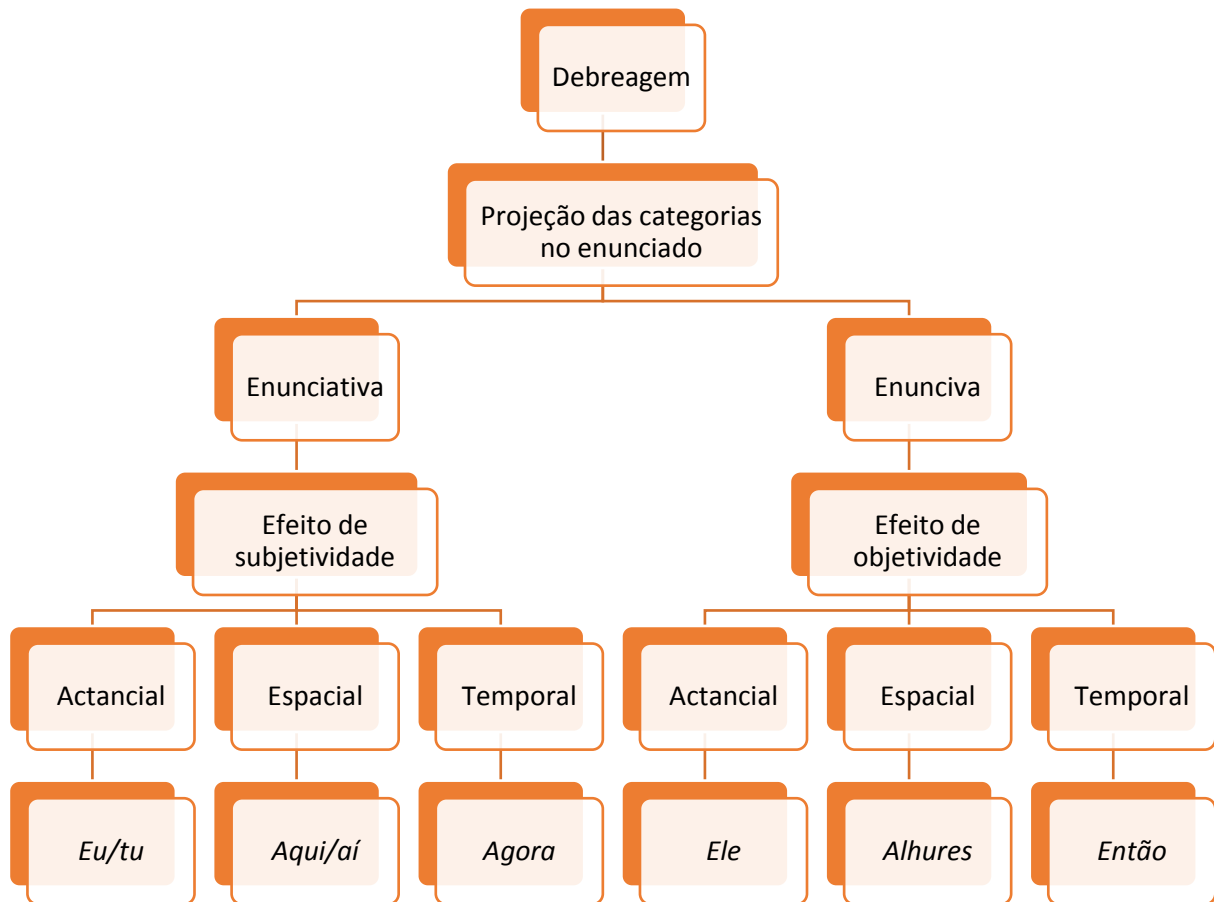 Debreagem
Projeção das categorias
no enunciado
Enunciativa
Enunciva
Efeito de
subjetividade
Efeito de
objetividade
Actancial
Espacial
Temporal
Actancial
Espacial
Temporal
Eu/tu
Aqui/aí
Agora
Ele
Alhures
Então